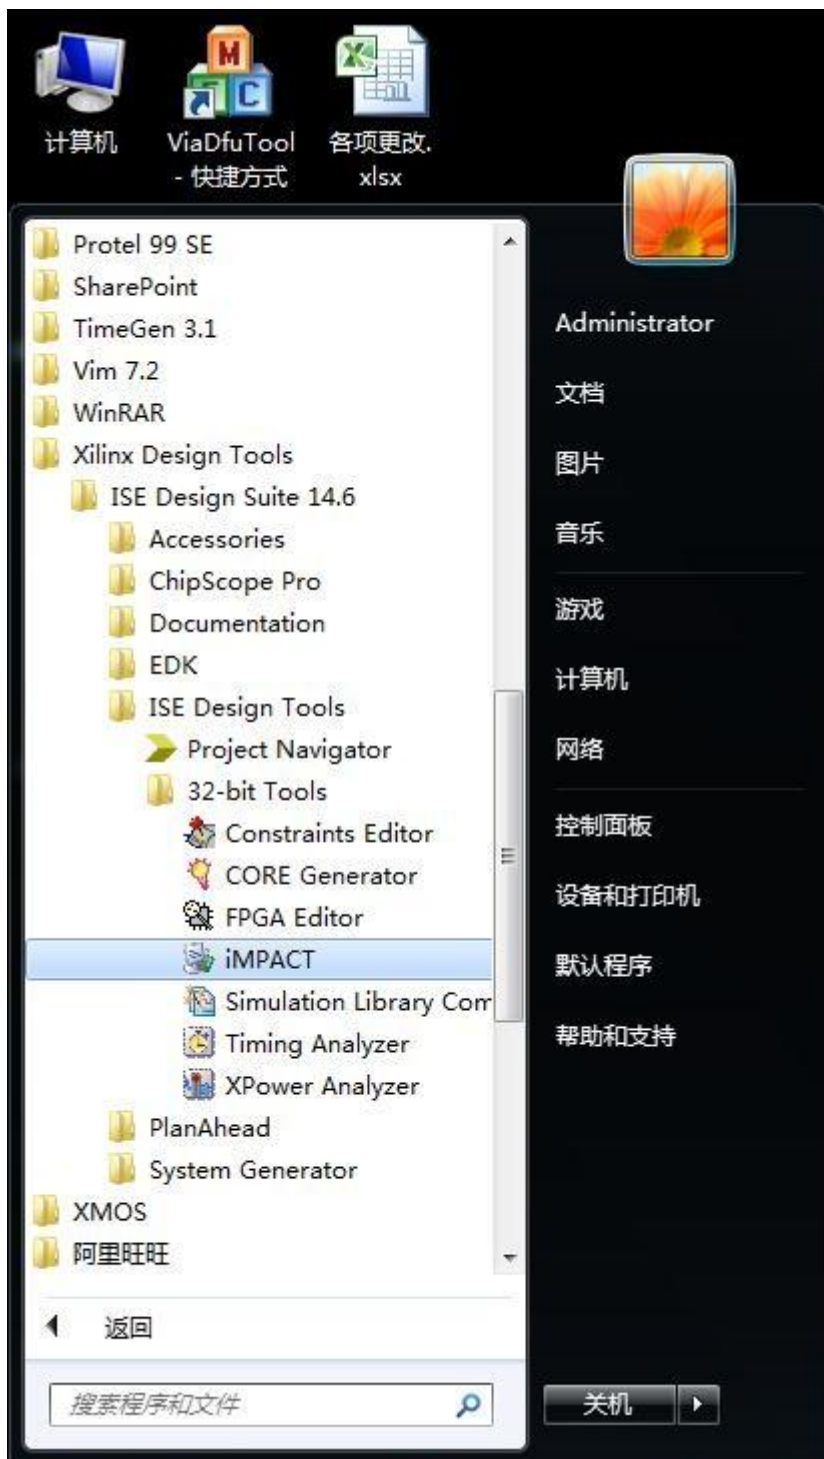 计算机
ViaDfuTool
- 快捷方式
各项更改.
xlsx
Protel 99 SE
SharePoint
TimeGen 3.1
Vim 7.2
WinRAR
Xilinx Design Tools
ISE Design Suite 14.6
Accessories
ChipScope Pro
Documentation
EDK
ISE Design Tools
Project Navigator
32-bit Tools
Constraints Editor
CORE Generator
FPGA Editor
iMPACT
Simulation Library Com
Timing Analyzer
XPower Analyzer
PlanAhead
System Generator
XMOS
阿里旺旺
返回
搜索程序和文件
Administrator
文档
图片
音乐
游戏
计算机
网络
控制面板
设备和打印机
默认程序
帮助和支持
关机